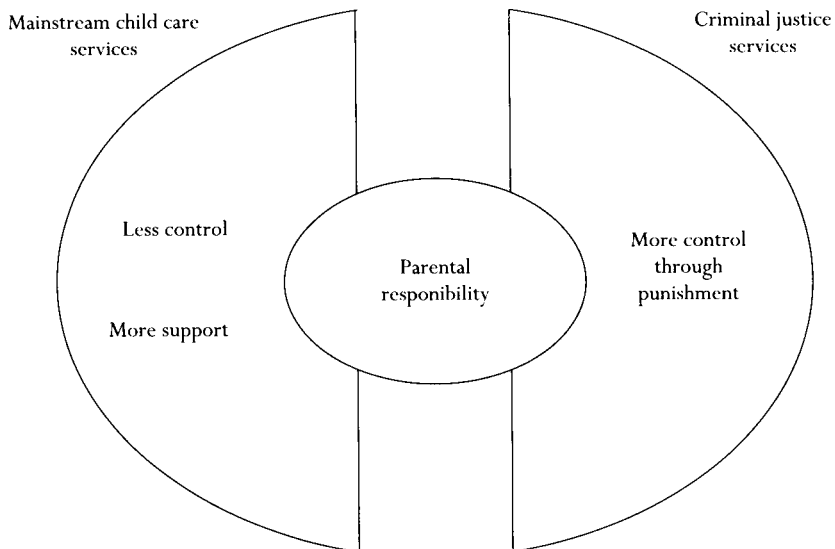 Mainstream child care
services
Criminal justice
services
Less control
More support
Parental
responibility
More control
through
punishment